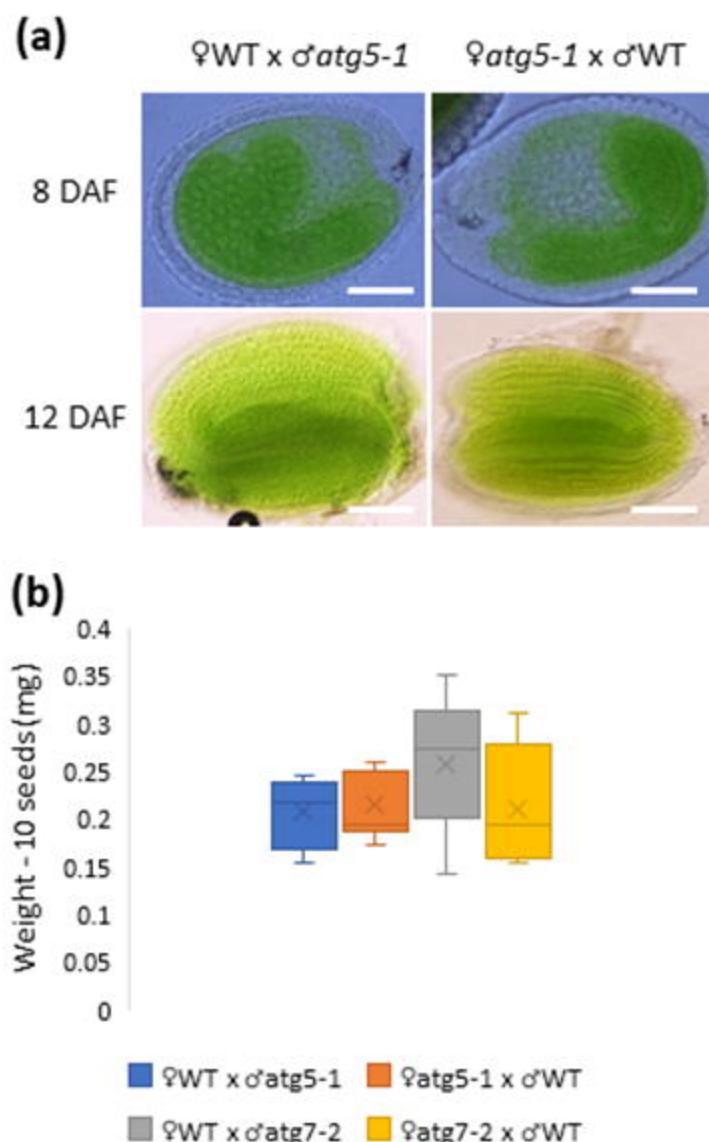 (a)
♀WT x ♂atg5-1 ♀atg5-1 x ♂WT
8 DAF
12 DAF
(b)
Weight - 10 seeds(mg)
0.4
0.35
0.3
0.25
0.2
0.15
0.1
0.05
0
♀WT x ♂atg5-1 ♀atg5-1 x ♂WT
♀WT x ♂atg7-2 ♀atg7-2 x ♂WT